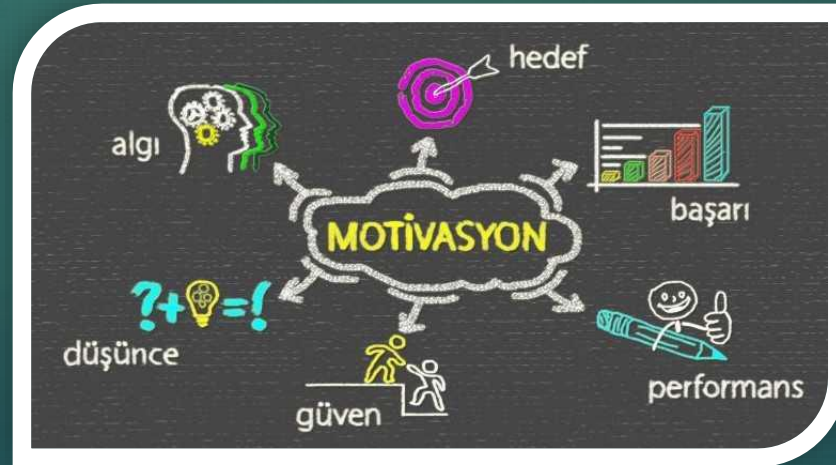 hedef
algı
başarı
MOTİVASYON
?+=!
düşünce
güven
performans